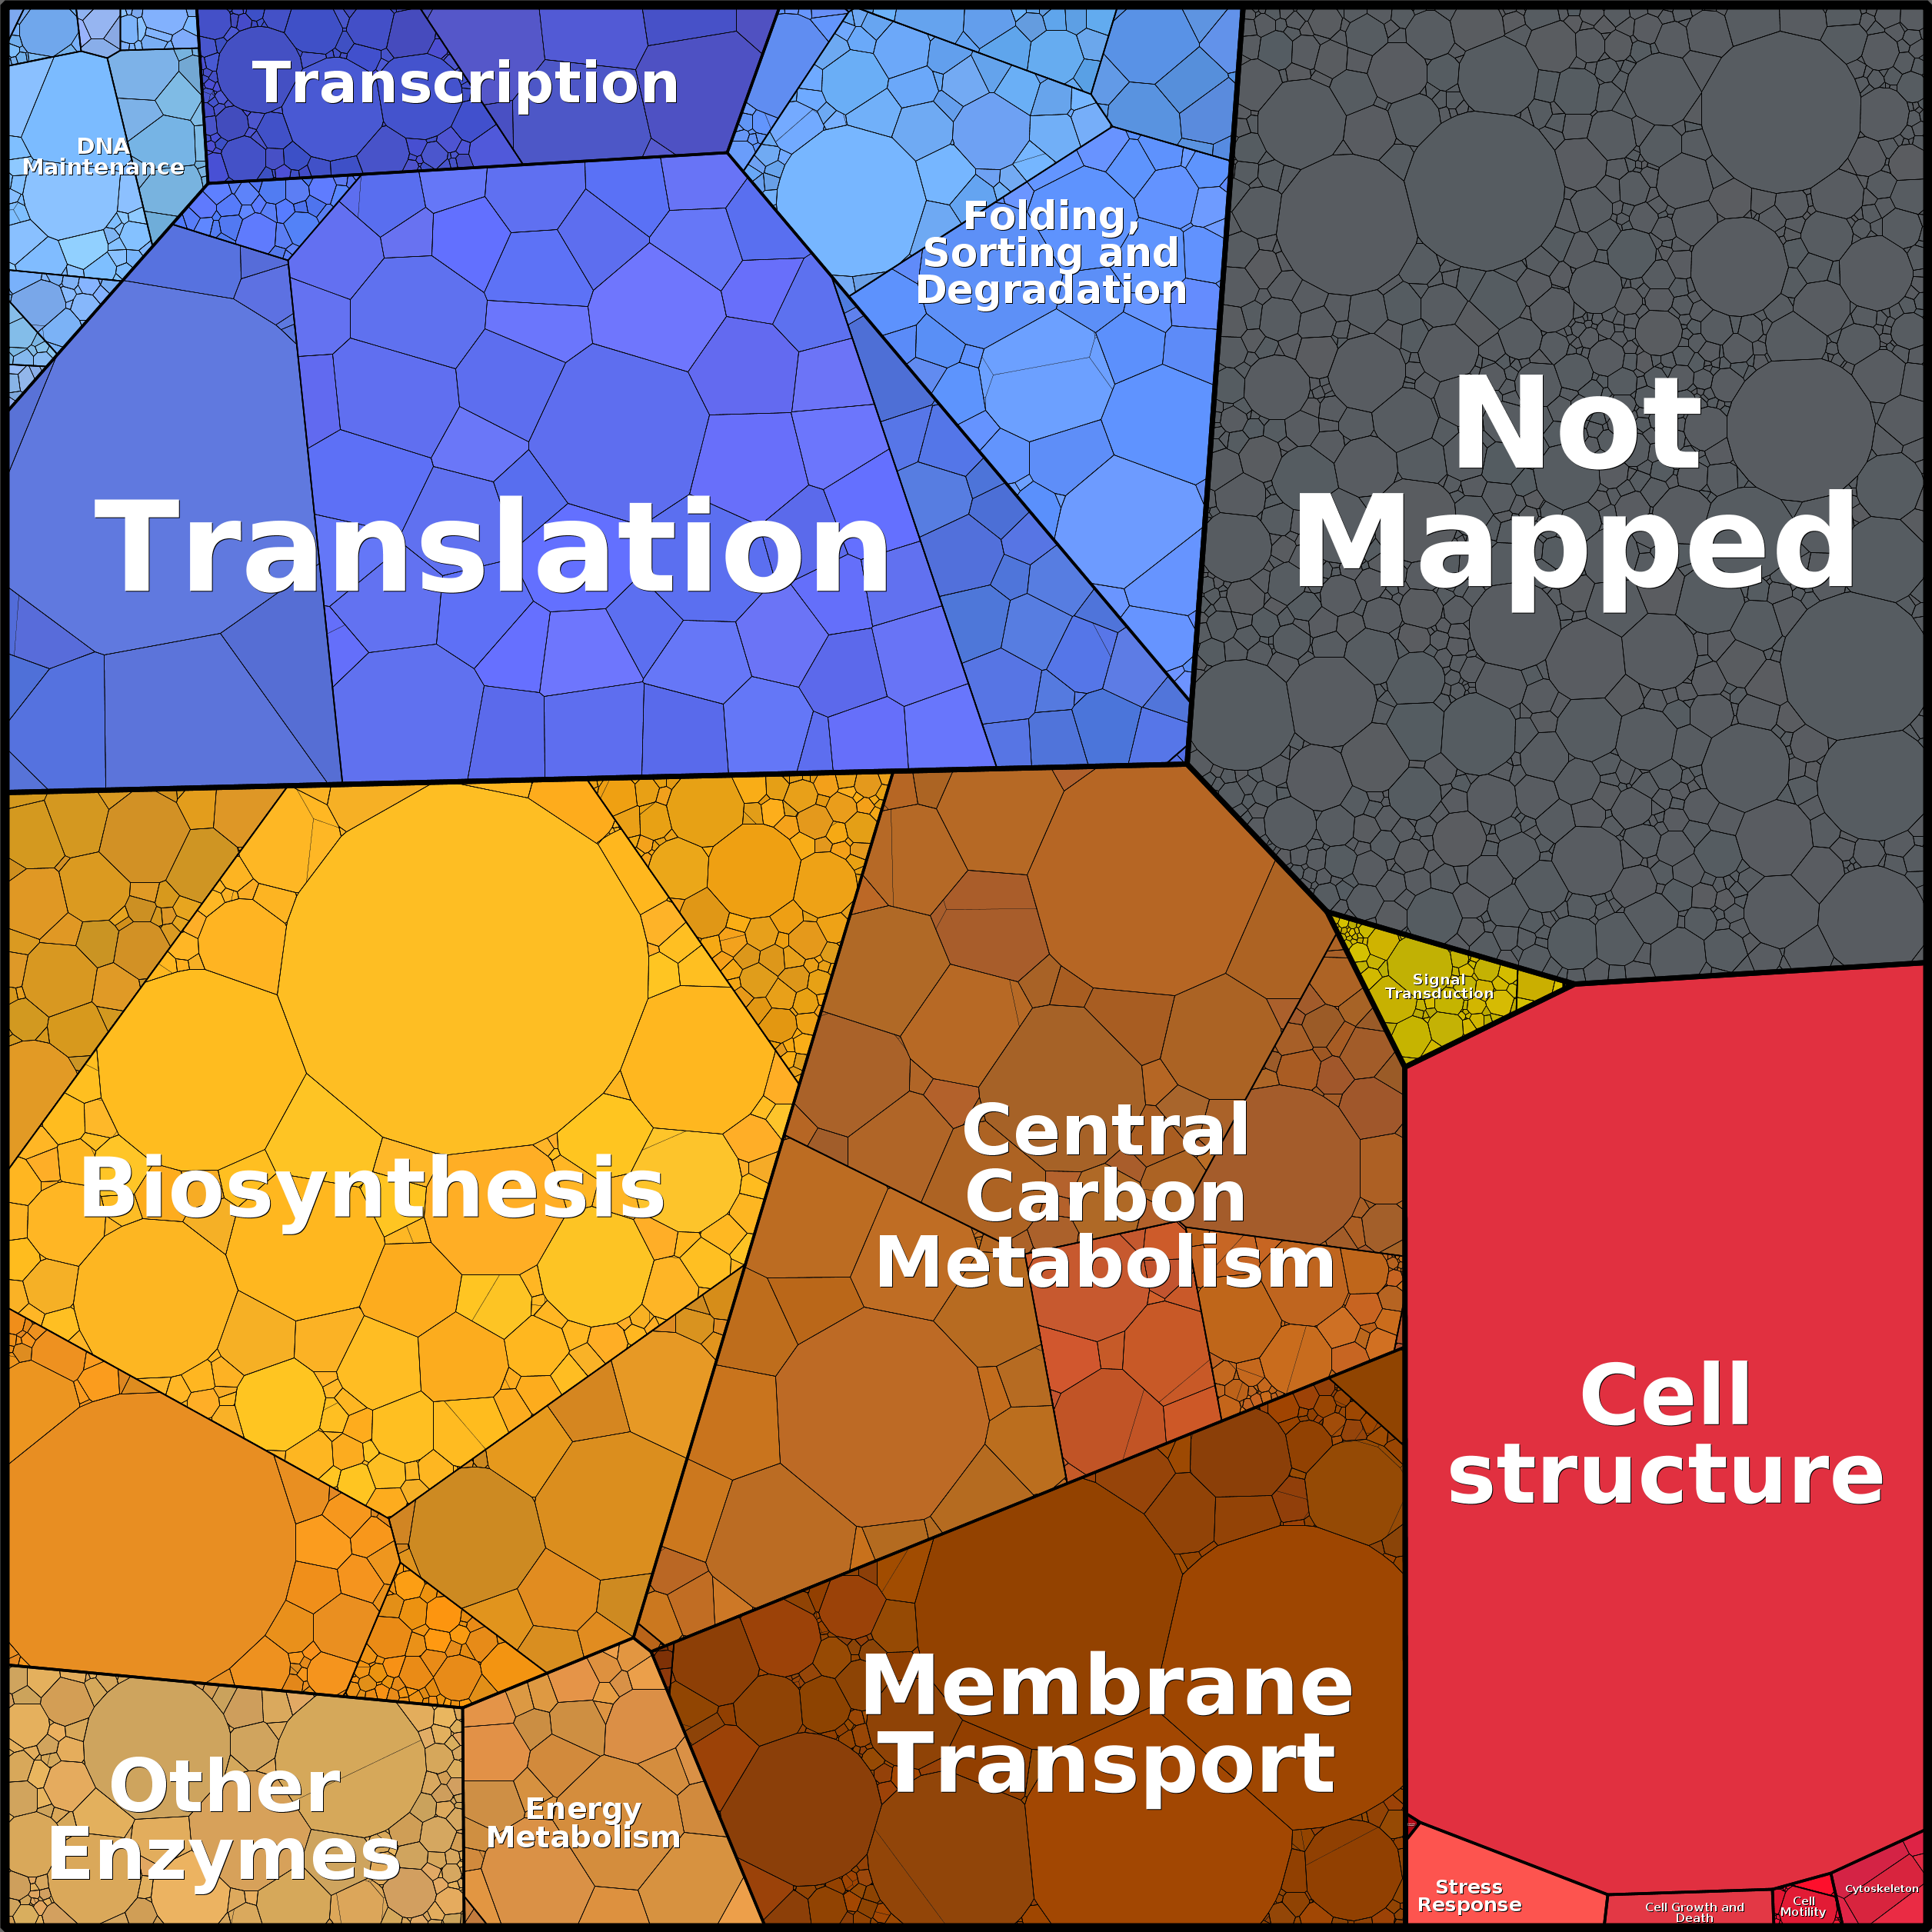 Transcription
DNA
Maintenance
Folding,
Sorting and
Degradation
Translation
Not
Mapped
Signal
Transduction
Biosynthesis
Central
Carbon
Metabolism
Cell
structure
Membrane
Transport
Other
Enzymes
Energy
Metabolism
Stress
Response
Cell Growth and
Death
Cell
Motility
Cytoskeleton